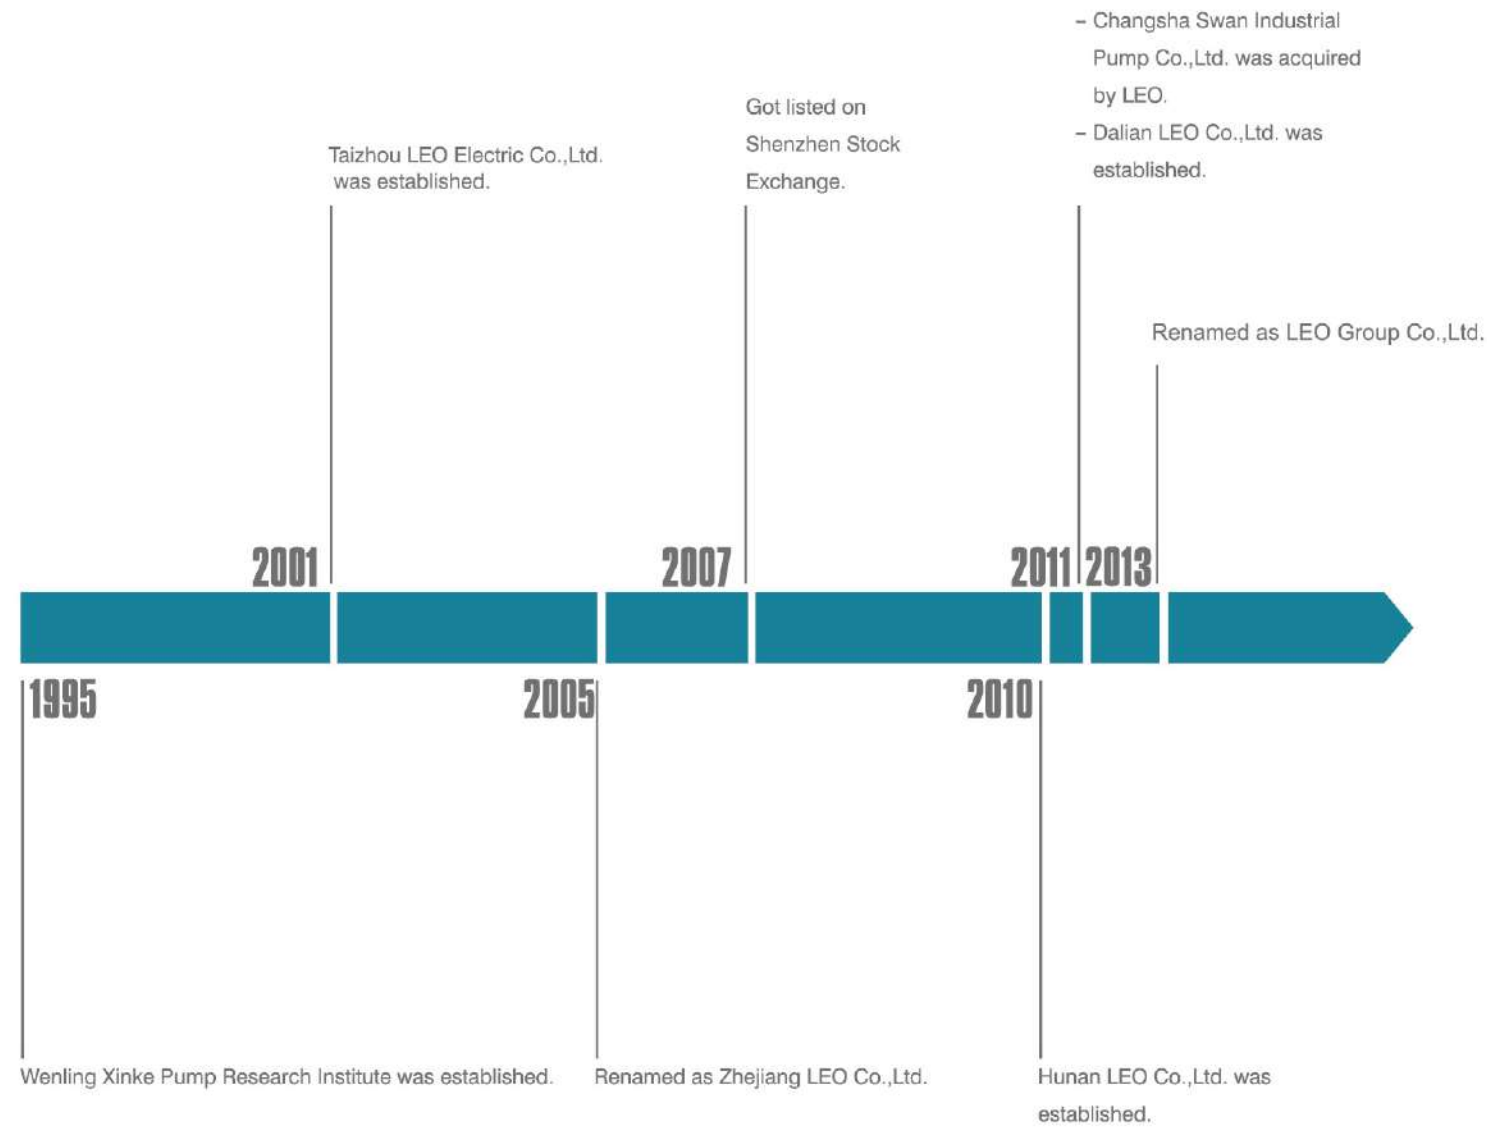 – Changsha Swan Industrial
Pump Co.,Ltd. was acquired
by LEO.
– Dalian LEO Co.,Ltd. was
established.
Got listed on
Shenzhen Stock
Exchange.
Taizhou LEO Electric Co.,Ltd.
was established.
Renamed as LEO Group Co.,Ltd.
2001
2007
2011
2013
1995
2005
2010
Wenling Xinke Pump Research Institute was established.
Renamed as Zhejiang LEO Co.,Ltd.
Hunan LEO Co.,Ltd. was
established.